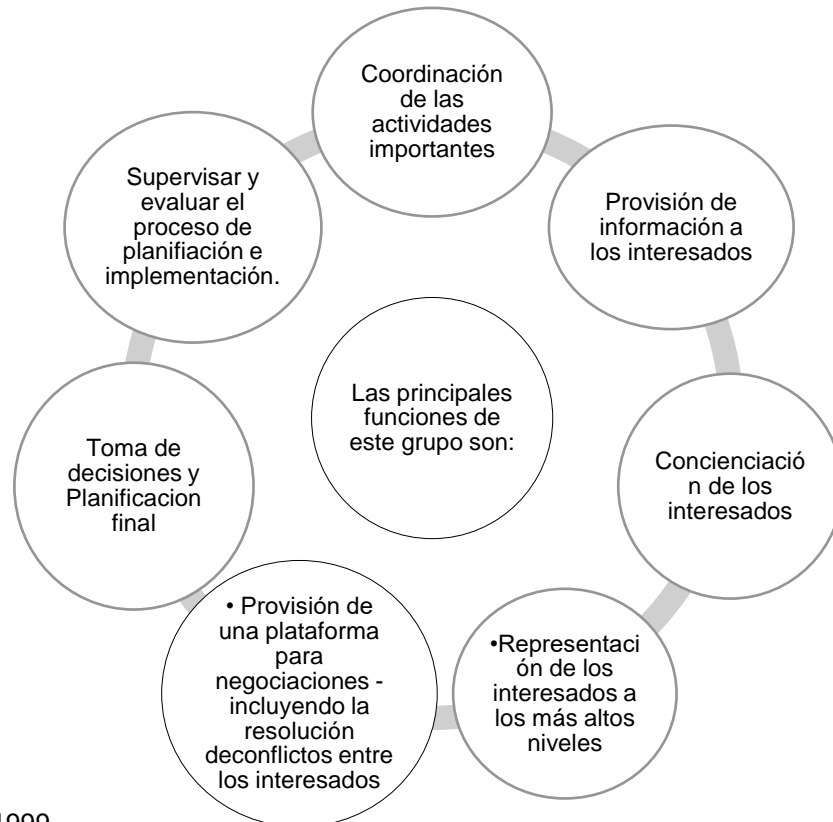 Coordinación
de las
actividades
importantes
Provisión de
información a
los interesados
Concienciació
n de los
interesados
•Representaci
ón de los
interesados a
los más altos
niveles
• Provisión de
una plataforma
para
negociaciones -
incluyendo la
resolución
deconflictos entre
los interesados
Toma de
decisiones y
Planificacion
final
Supervisar y
evaluar el
proceso de
planifiación e
implementación.
Las principales
funciones de
este grupo son:
1999